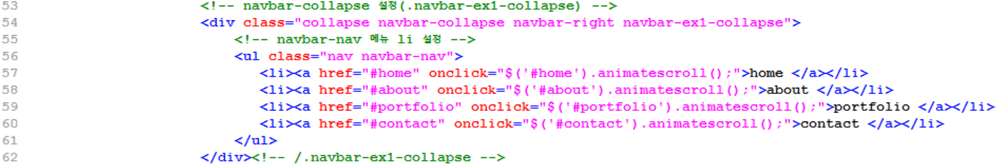 53 <!-- navbar-collapse 설정(.navbar-ex1-collapse) -->
54 <div class="collapse navbar-collapse navbar-right navbar-ex1-collapse">
55 <!-- navbar-nav 메뉴 li 설정 -->
56 <ul class="nav navbar-nav">
57 <li><a href="#home" onclick="$('#home').animatescroll();">home </a></li>
58 <li><a href="#about" onclick="$('#about').animatescroll();">about </a></li>
59 <li><a href="#portfolio" onclick="$('#portfolio').animatescroll();">portfolio </a></li>
60 <li><a href="#contact" onclick="$('#contact').animatescroll();">contact </a></li>
61 </ul>
62 </div><!-- /.navbar-ex1-collapse -->